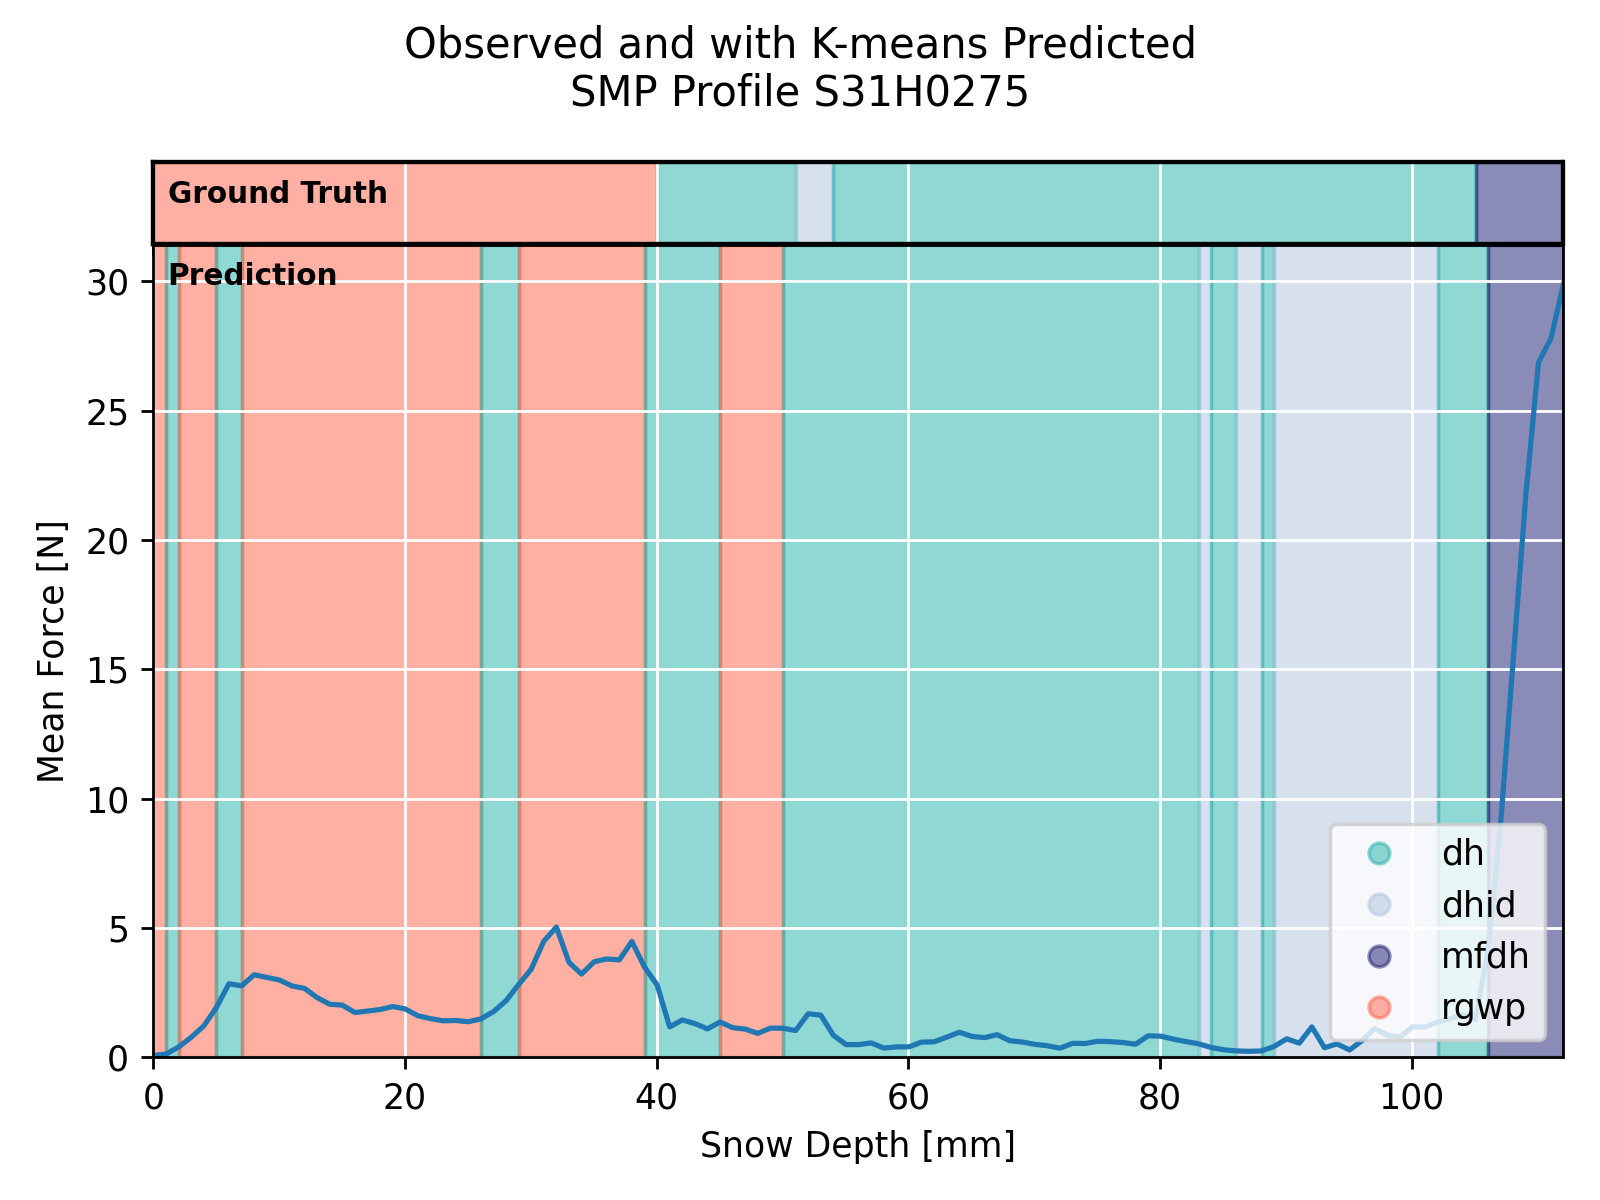 Observed and with K-means Predicted
SMP Profile S31H0275
Ground Truth
Prediction
30
25
20
15
10
5
0
Mean Force [N]
dh
dhid
mfdh
rgwp
0 20 40 60 80 100
Snow Depth [mm]